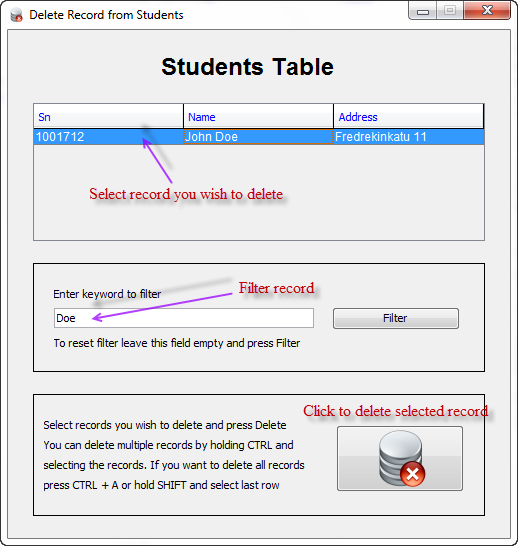 Delete Record from Students
Students Table
Sn Name Address
1001712 John Doe Fredrekinkatu 11
Select record you wish to delete
Filter record
Enter keyword to filter
Doe Filter
To reset filter leave this field empty and press Filter
Click to delete selected record
Select records you wish to delete and press Delete
You can delete multiple records by holding CTRL and
selecting the records. If you want to delete all records
press CTRL + A or hold SHIFT and select last row